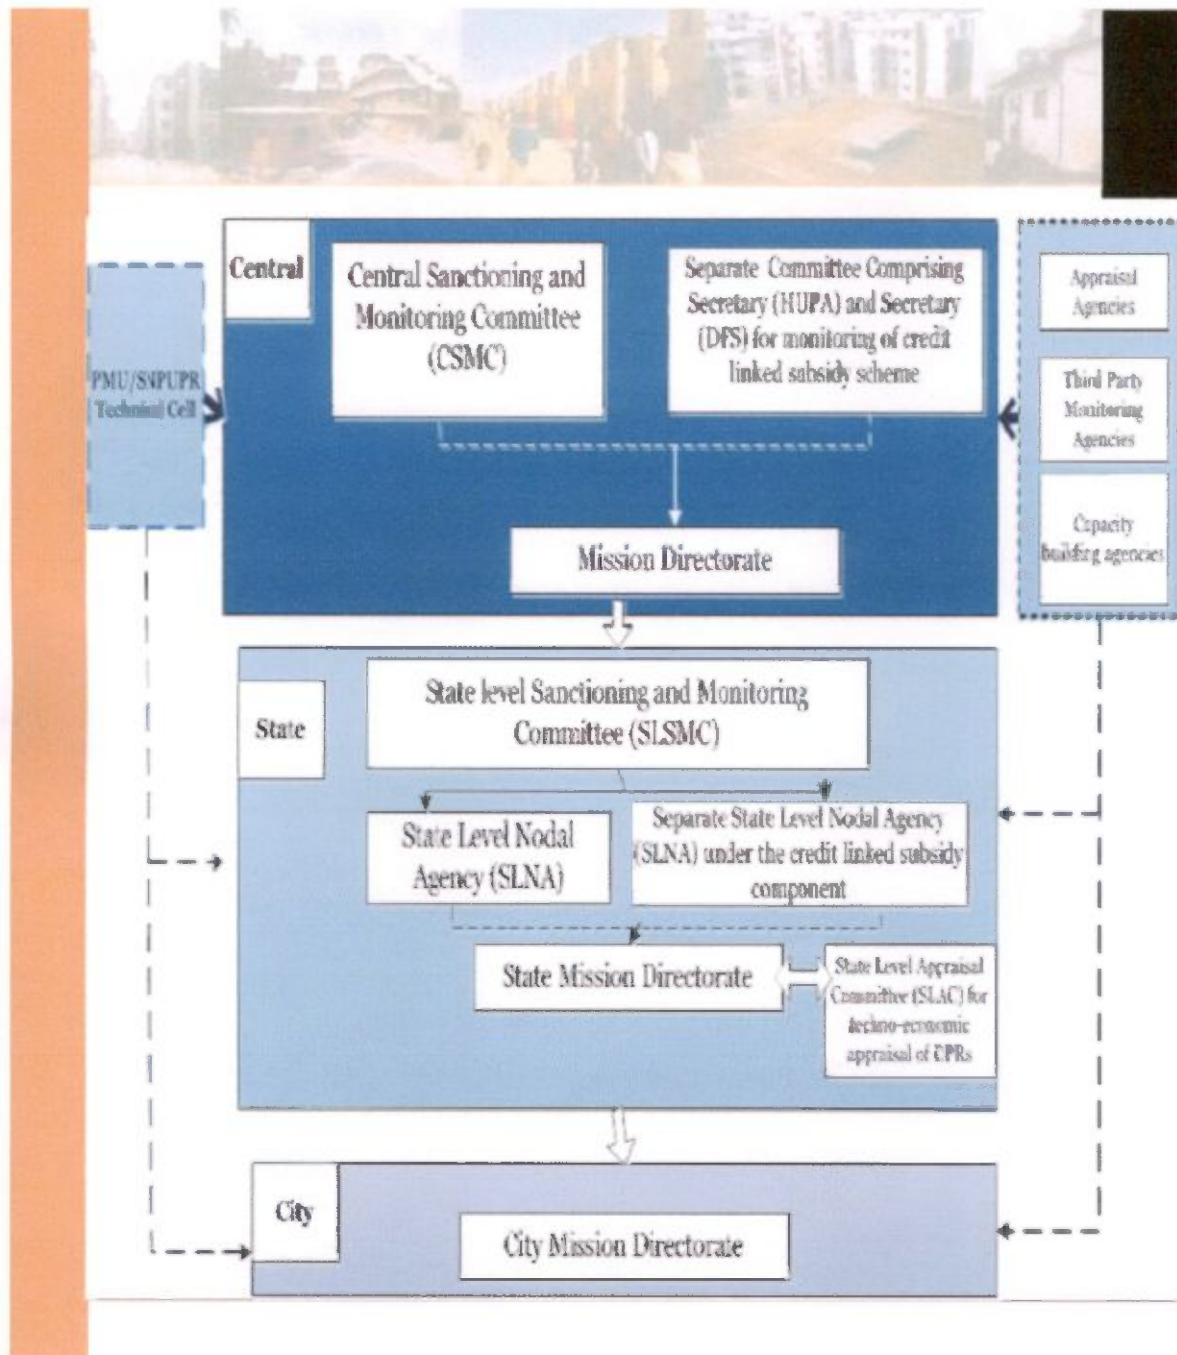 Central
Central Sanctioning and
Monitoring Committee
(CSMC)
Separate Committee Comprising
Secretary (HUPA) and Secretary
(DFS) for monitoring of credit
linked subsidy scheme
Appraisal
Agencies
PMU/SNPUPR
Technical Cell
Third Party
Monitoring
Agencies
Capacity
building agencies
Mission Directorate
State
State level Sanctioning and Monitoring
Committee (SLSMC)
State Level Nodal
Agency (SLNA)
Separate State Level Nodal Agency
(SLNA) under the credit linked subsidy
component
State Mission Directorate
State Level Appraisal
Committee (SLAC) for
techno-economic
appraisal of DPRs
City
City Mission Directorate